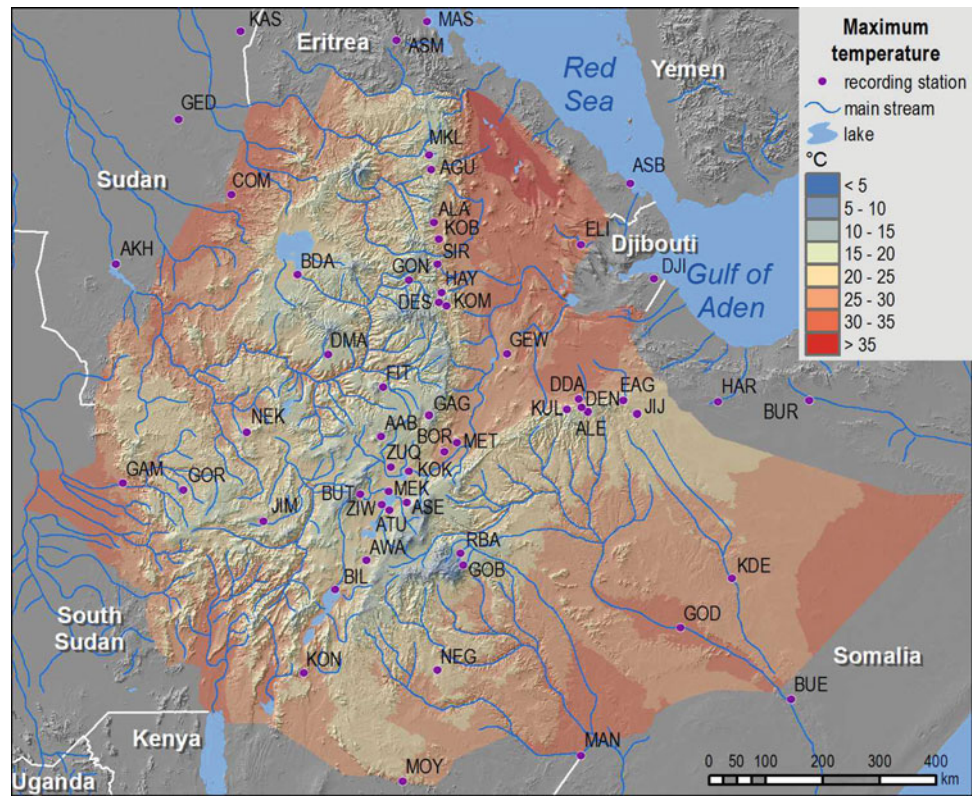 KAS
MAS
Eritrea
ASM
Red
Sea
Yemen
GED
MKL
AGU
ASB
Sudan
COM
ALA
KOB
SIR
ELI
Djibouti
AKH
BDA
GON
HAY
DJI
Gulf of
Aden
DES
KOM
DMA
GEW
FIT
DDA
DEN
EAG
HAR
BUR
NEK
GAG
KUL
ALE
JIJ
AAB
BOR
MET
ZUQ
KOK
GAM
GOR
BUT
MEK
ZIW
ASE
ATU
JIM
AWA
RBA
GOB
BIL
KDE
South
Sudan
GOD
KON
NEG
Somalia
BUE
Kenya
MAN
Uganda
MOY
Maximum
temperature
recording station
main stream
lake
°C
< 5
5 - 10
10 - 15
15 - 20
20 - 25
25 - 30
30 - 35
> 35
0 50 100 200 300 400
km